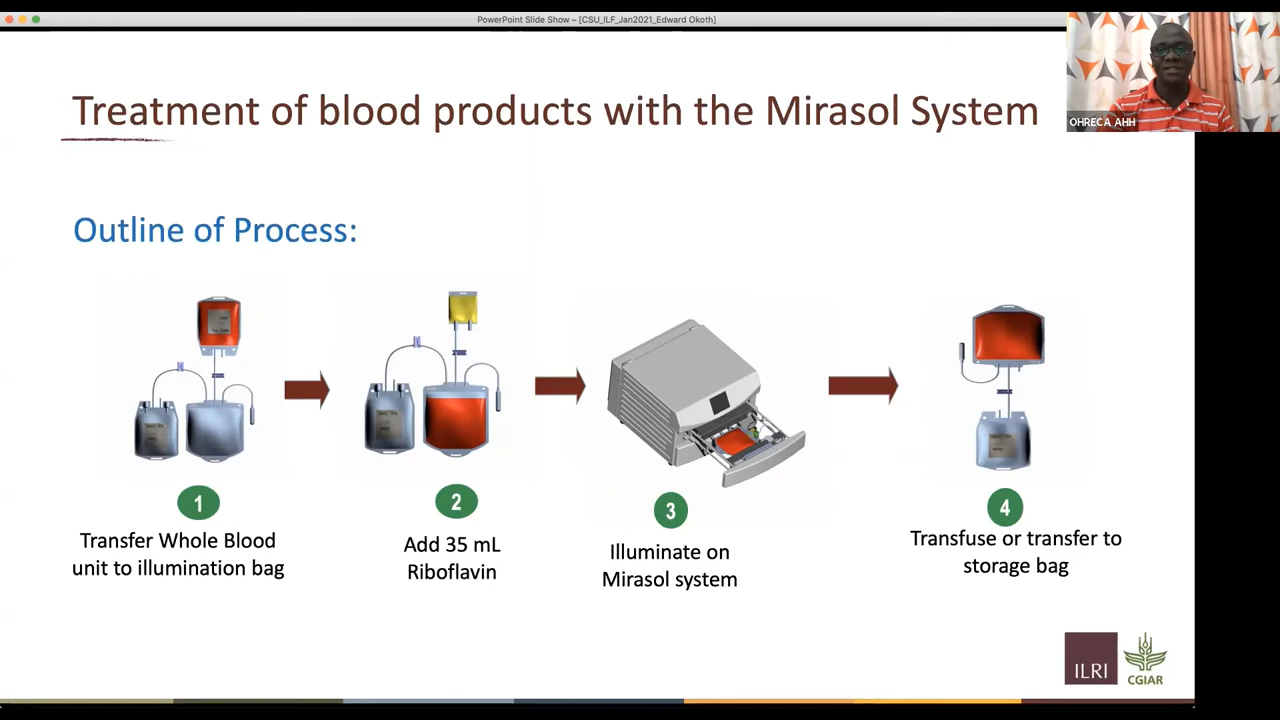 PowerPoint Slide Show – [CSU_ILF_Jan2021_Edward Okoth]
Treatment of blood products with the Mirasol System
OHRECA AHH
Outline of Process:
1
Transfer Whole Blood
unit to illumination bag
2
Add 35 mL
Riboflavin
3
Illuminate on
Mirasol system
4
Transfuse or transfer to
storage bag
ILRI
CGIAR